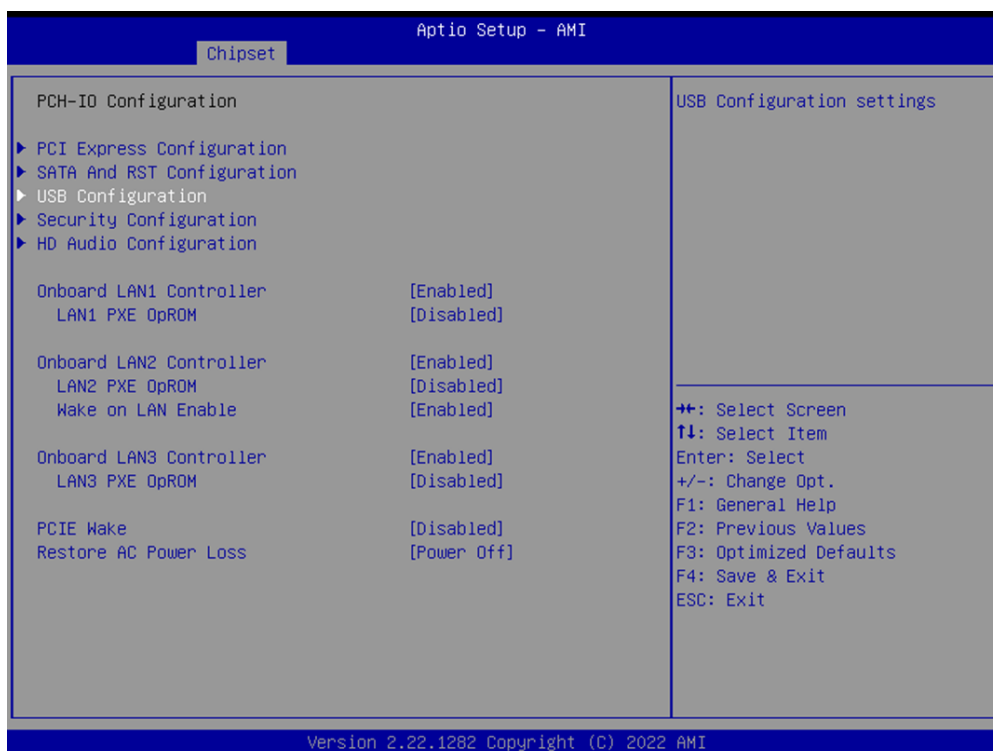 Aptio Setup – AMI
Chipset
PCH-IO Configuration
PCI Express Configuration
SATA And RST Configuration
USB Configuration
Security Configuration
HD Audio Configuration
Onboard LAN1 Controller [Enabled]
LAN1 PXE OpROM [Disabled]
Onboard LAN2 Controller [Enabled]
LAN2 PXE OpROM [Disabled]
Wake on LAN Enable [Enabled]
Onboard LAN3 Controller [Enabled]
LAN3 PXE OpROM [Disabled]
PCIE Wake [Disabled]
Restore AC Power Loss [Power Off]
USB Configuration settings
→←: Select Screen
↑↓: Select Item
Enter: Select
+/-: Change Opt.
F1: General Help
F2: Previous Values
F3: Optimized Defaults
F4: Save & Exit
ESC: Exit
Version 2.22.1282 Copyright (C) 2022 AMI